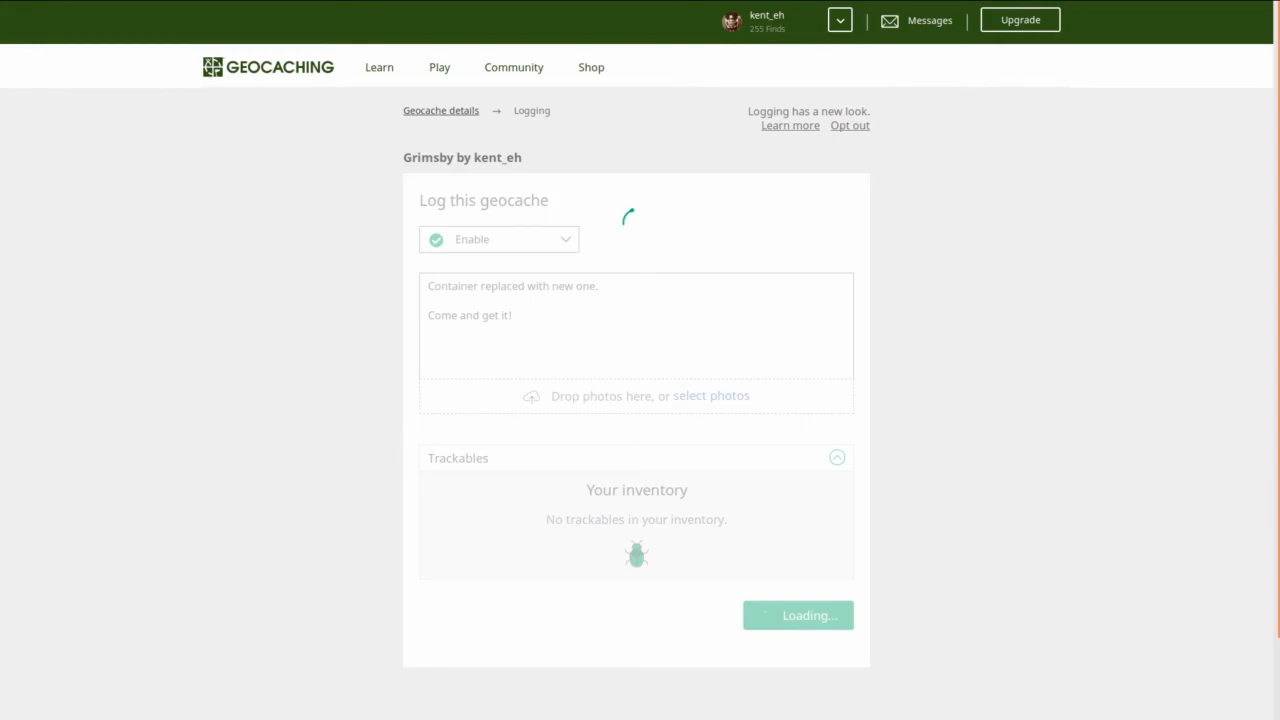 kent_eh
255 Finds
Messages
Upgrade
GEOCACHING
Learn
Play
Community
Shop
Geocache details → Logging
Logging has a new look.
Learn more Opt out
Grimsby by kent_eh
Log this geocache
Enable
Container replaced with new one.
Come and get it!
Drop photos here, or select photos
Trackables
Your inventory
No trackables in your inventory.
Loading...